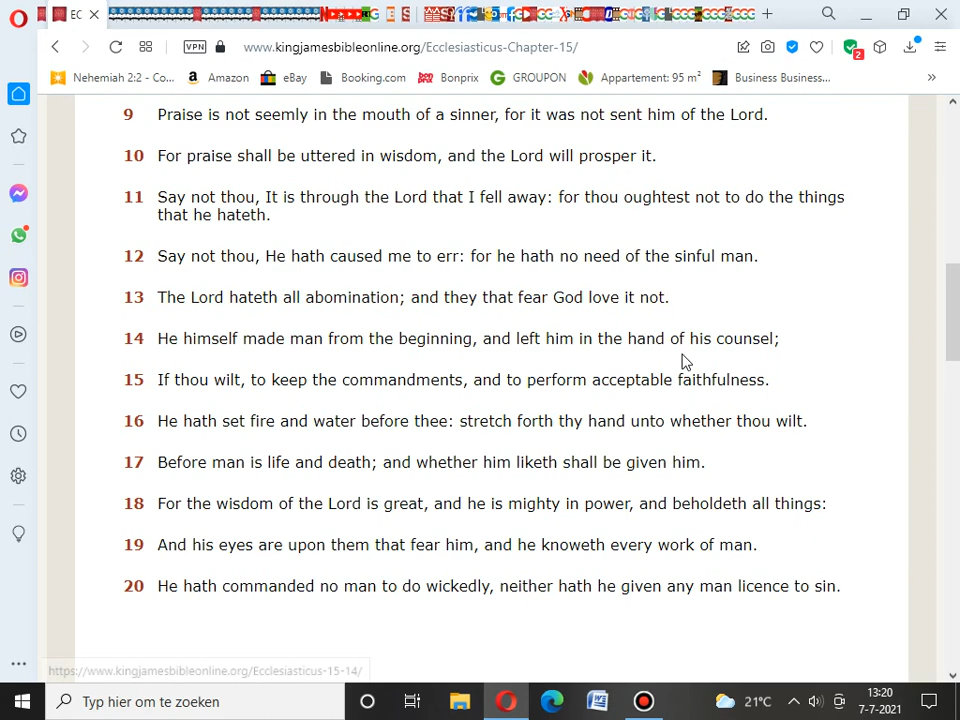 EC
VPN
www.kingjamesbibleonline.org/Ecclesiasticus-Chapter-15/
2
Nehemiah 2:2 - Co... Amazon eBay Booking.com Bonprix GROUPON Appartement: 95 m² Business Business... »
9 Praise is not seemly in the mouth of a sinner, for it was not sent him of the Lord.
10 For praise shall be uttered in wisdom, and the Lord will prosper it.
11 Say not thou, It is through the Lord that I fell away: for thou oughtest not to do the things
that he hateth.
12 Say not thou, He hath caused me to err: for he hath no need of the sinful man.
13 The Lord hateth all abomination; and they that fear God love it not.
14 He himself made man from the beginning, and left him in the hand of his counsel;
15 If thou wilt, to keep the commandments, and to perform acceptable faithfulness.
16 He hath set fire and water before thee: stretch forth thy hand unto whether thou wilt.
17 Before man is life and death; and whether him liketh shall be given him.
18 For the wisdom of the Lord is great, and he is mighty in power, and beholdeth all things:
19 And his eyes are upon them that fear him, and he knoweth every work of man.
20 He hath commanded no man to do wickedly, neither hath he given any man licence to sin.
https://www.kingjamesbibleonline.org/Ecclesiasticus-15-14/
Typ hier om te zoeken
21°C
13:20
7-7-2021